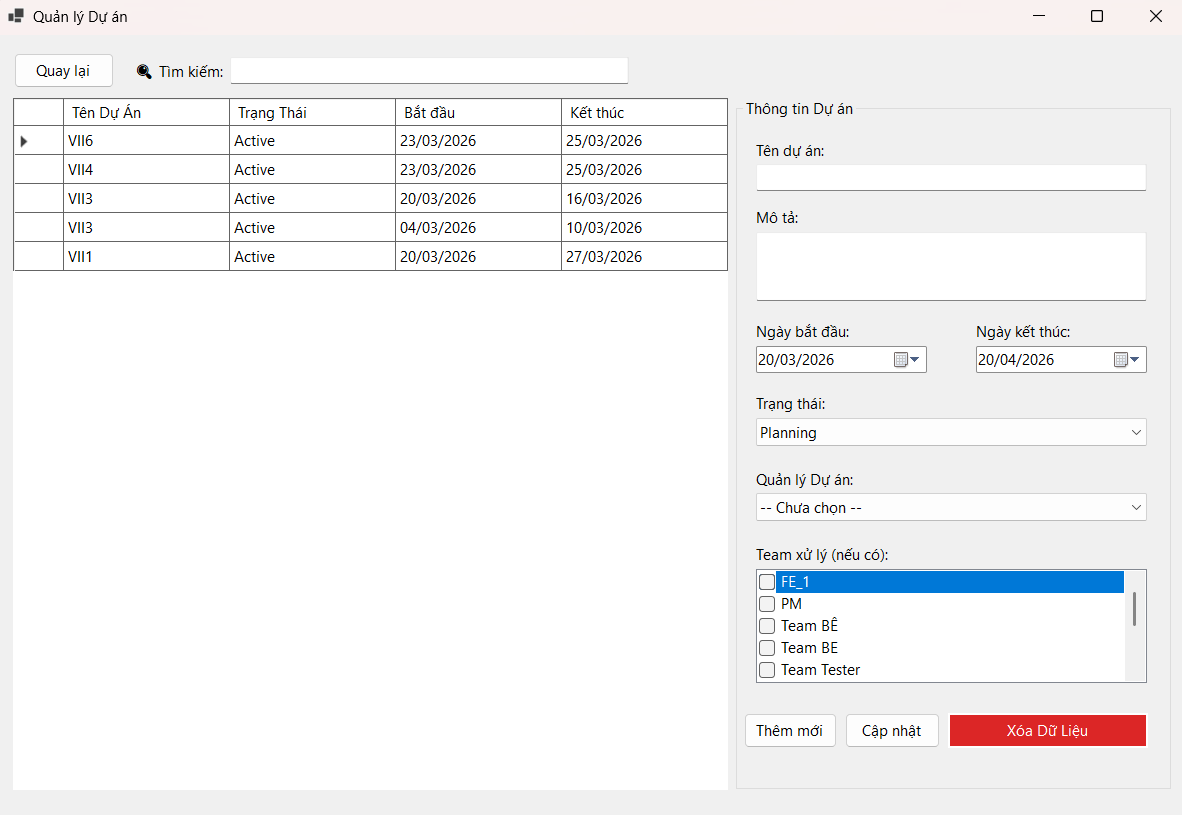 Quản lý Dự án
Quay lại
Tìm kiếm:
Tên Dự Án Trạng Thái Bắt đầu Kết thúc
VII6 Active 23/03/2026 25/03/2026
VII4 Active 23/03/2026 25/03/2026
VII3 Active 20/03/2026 16/03/2026
VII3 Active 04/03/2026 10/03/2026
VII1 Active 20/03/2026 27/03/2026
Thông tin Dự án
Tên dự án:
Mô tả:
Ngày bắt đầu: Ngày kết thúc:
20/03/2026 20/04/2026
Trạng thái:
Planning
Quản lý Dự án:
-- Chưa chọn --
Team xử lý (nếu có):
FE_1
PM
Team BÊ
Team BE
Team Tester
Thêm mới Cập nhật Xóa Dữ Liệu